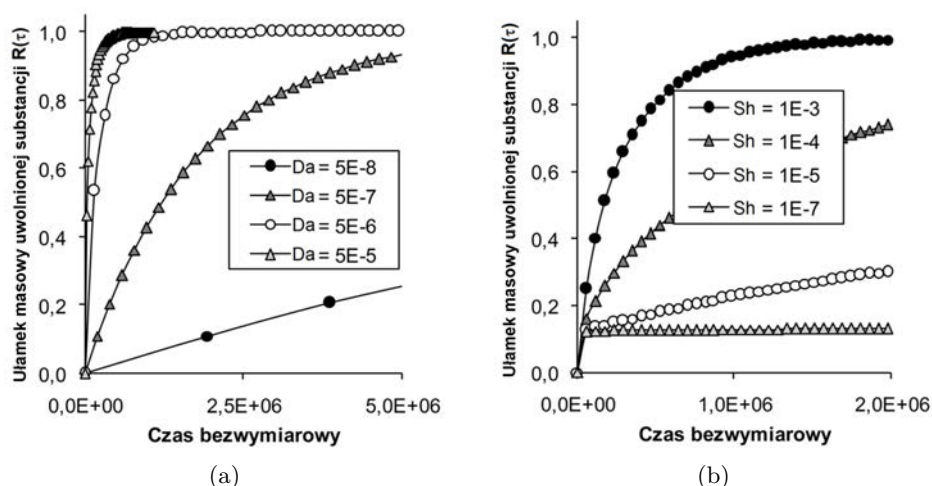 Ułamek masowy uwolnionej substancji R(τ)
1,0
0,8
0,6
0,4
0,2
0,0
Da = 5E-8
Da = 5E-7
Da = 5E-6
Da = 5E-5
0,0E+00
2,5E+06
5,0E+06
Czas bezwymiarowy
(a)
Ułamek masowy uwolnionej substancji R(τ)
1,0
0,8
0,6
0,4
0,2
0,0
Sh = 1E-3
Sh = 1E-4
Sh = 1E-5
Sh = 1E-7
0,0E+00
1,0E+06
2,0E+06
Czas bezwymiarowy
(b)